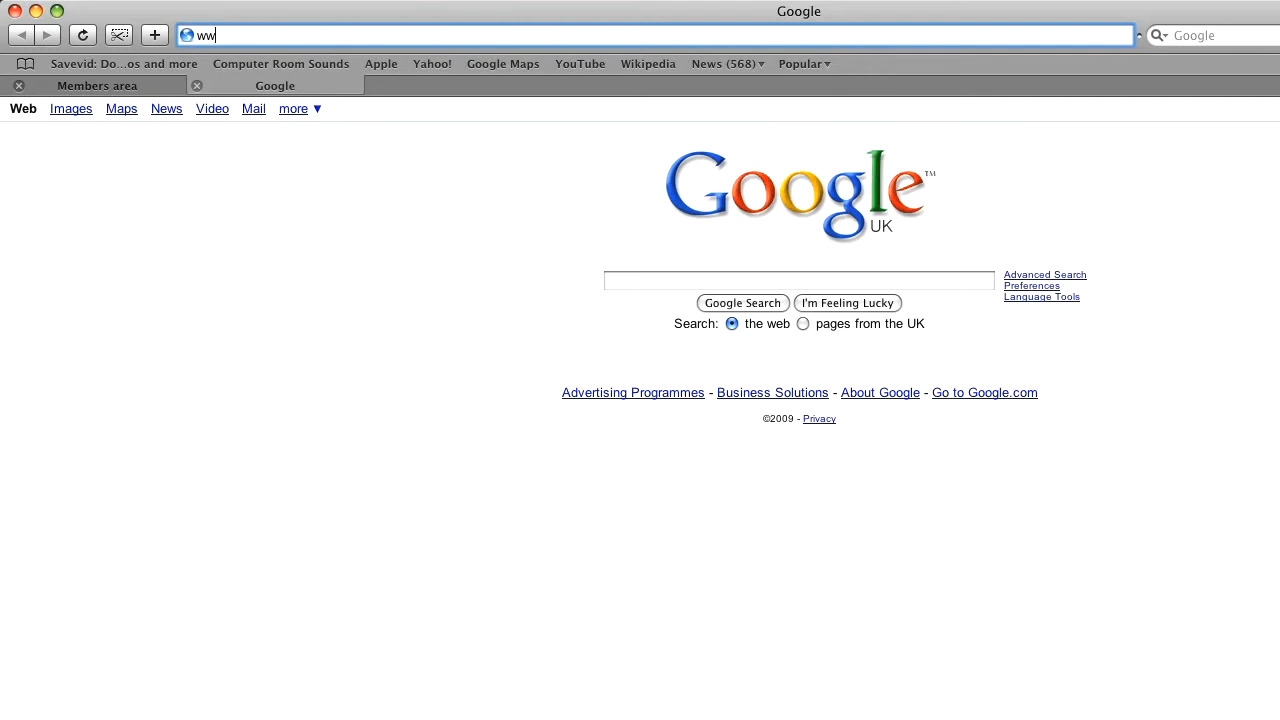 Google
ww
Google
Savevid: Do...os and more Computer Room Sounds Apple Yahoo! Google Maps YouTube Wikipedia News (568) Popular
Members area Google
Web Images Maps News Video Mail more ▼
Google™
UK
Advanced Search
Preferences
Language Tools
Google Search I'm Feeling Lucky
Search: the web pages from the UK
Advertising Programmes - Business Solutions - About Google - Go to Google.com
©2009 - Privacy